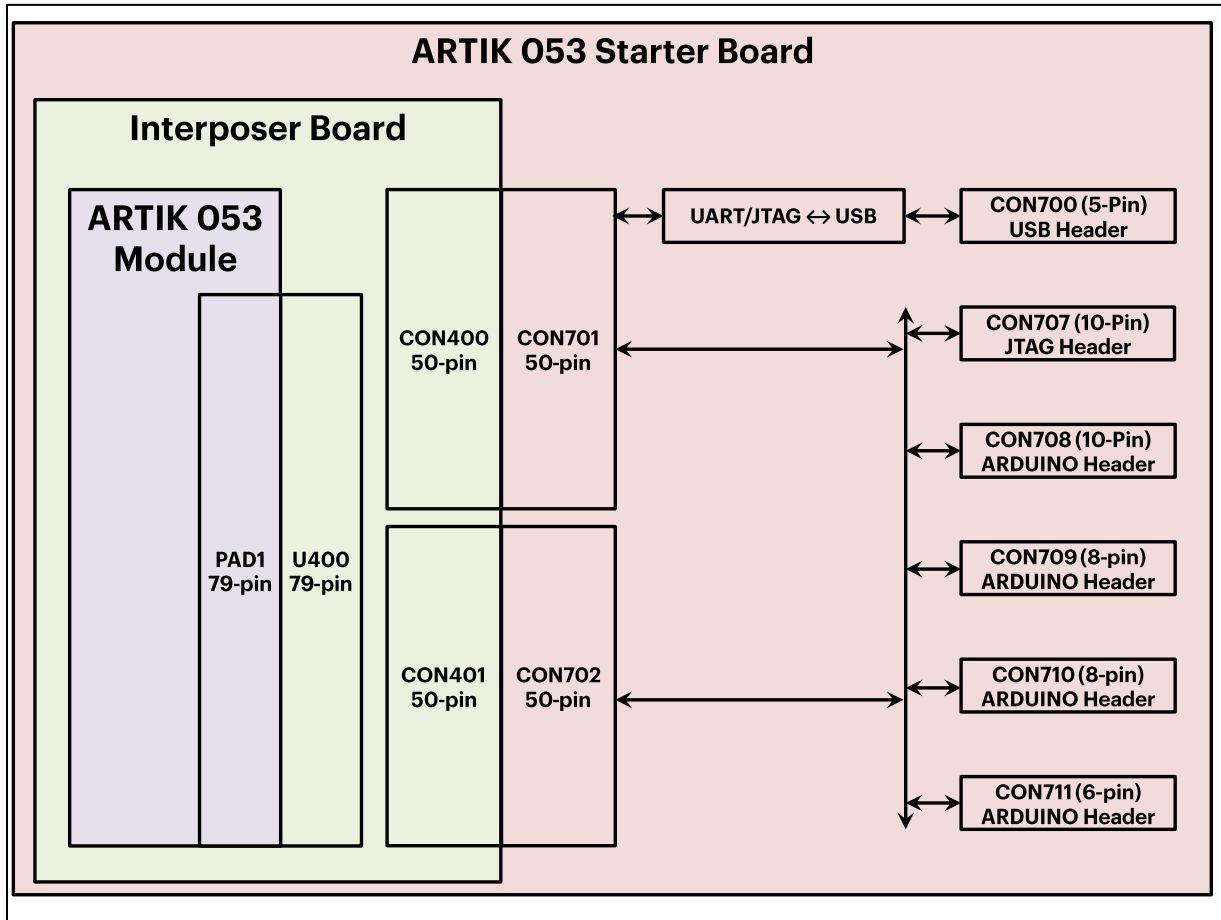 ARTIK 053 Starter Board
Interposer Board
ARTIK 053
Module
PAD1
79-pin
U400
79-pin
CON400
50-pin
CON701
50-pin
CON401
50-pin
CON702
50-pin
UART/JTAG ↔ USB
CON700 (5-Pin)
USB Header
CON707 (10-Pin)
JTAG Header
CON708 (10-Pin)
ARDUINO Header
CON709 (8-pin)
ARDUINO Header
CON710 (8-pin)
ARDUINO Header
CON711 (6-pin)
ARDUINO Header